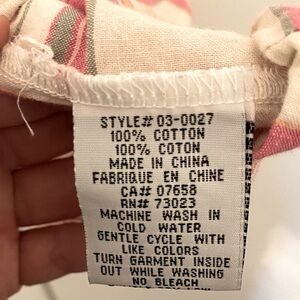 STYLE# 03-0027
100% COTTON
100% COTON
MADE IN CHINA
FABRIQUE EN CHINE
CA# 07658
RN# 73023
MACHINE WASH IN
COLD WATER
GENTLE CYCLE WITH
LIKE COLORS
TURN GARMENT INSIDE
OUT WHILE WASHING
NO BLEACH